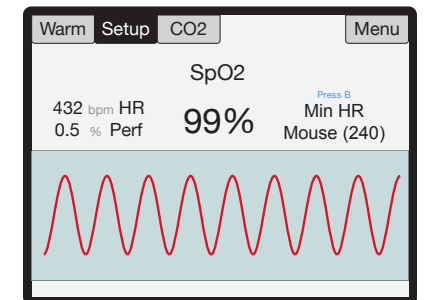 Warm Setup CO2 Menu
SpO2
432 bpm HR
0.5 % Perf
99%
Press B
Min HR
Mouse (240)